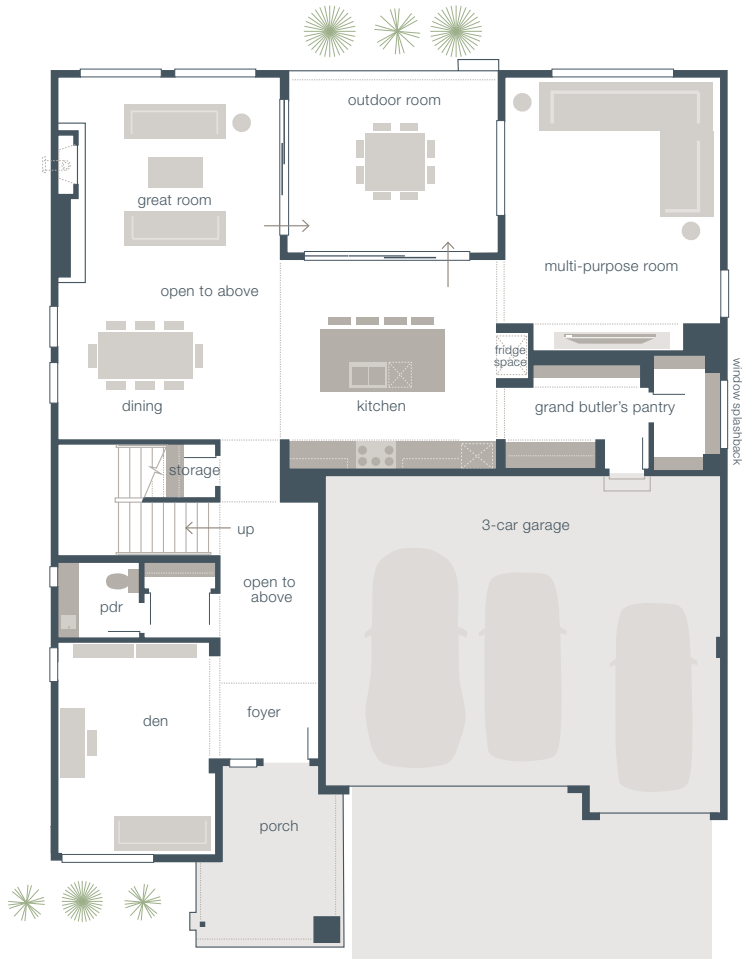 outdoor room
great room
multi-purpose room
open to above
fridge
space
dining
kitchen
grand butler's pantry
window splashback
storage
3-car garage
up
open to
above
pdr
foyer
den
porch